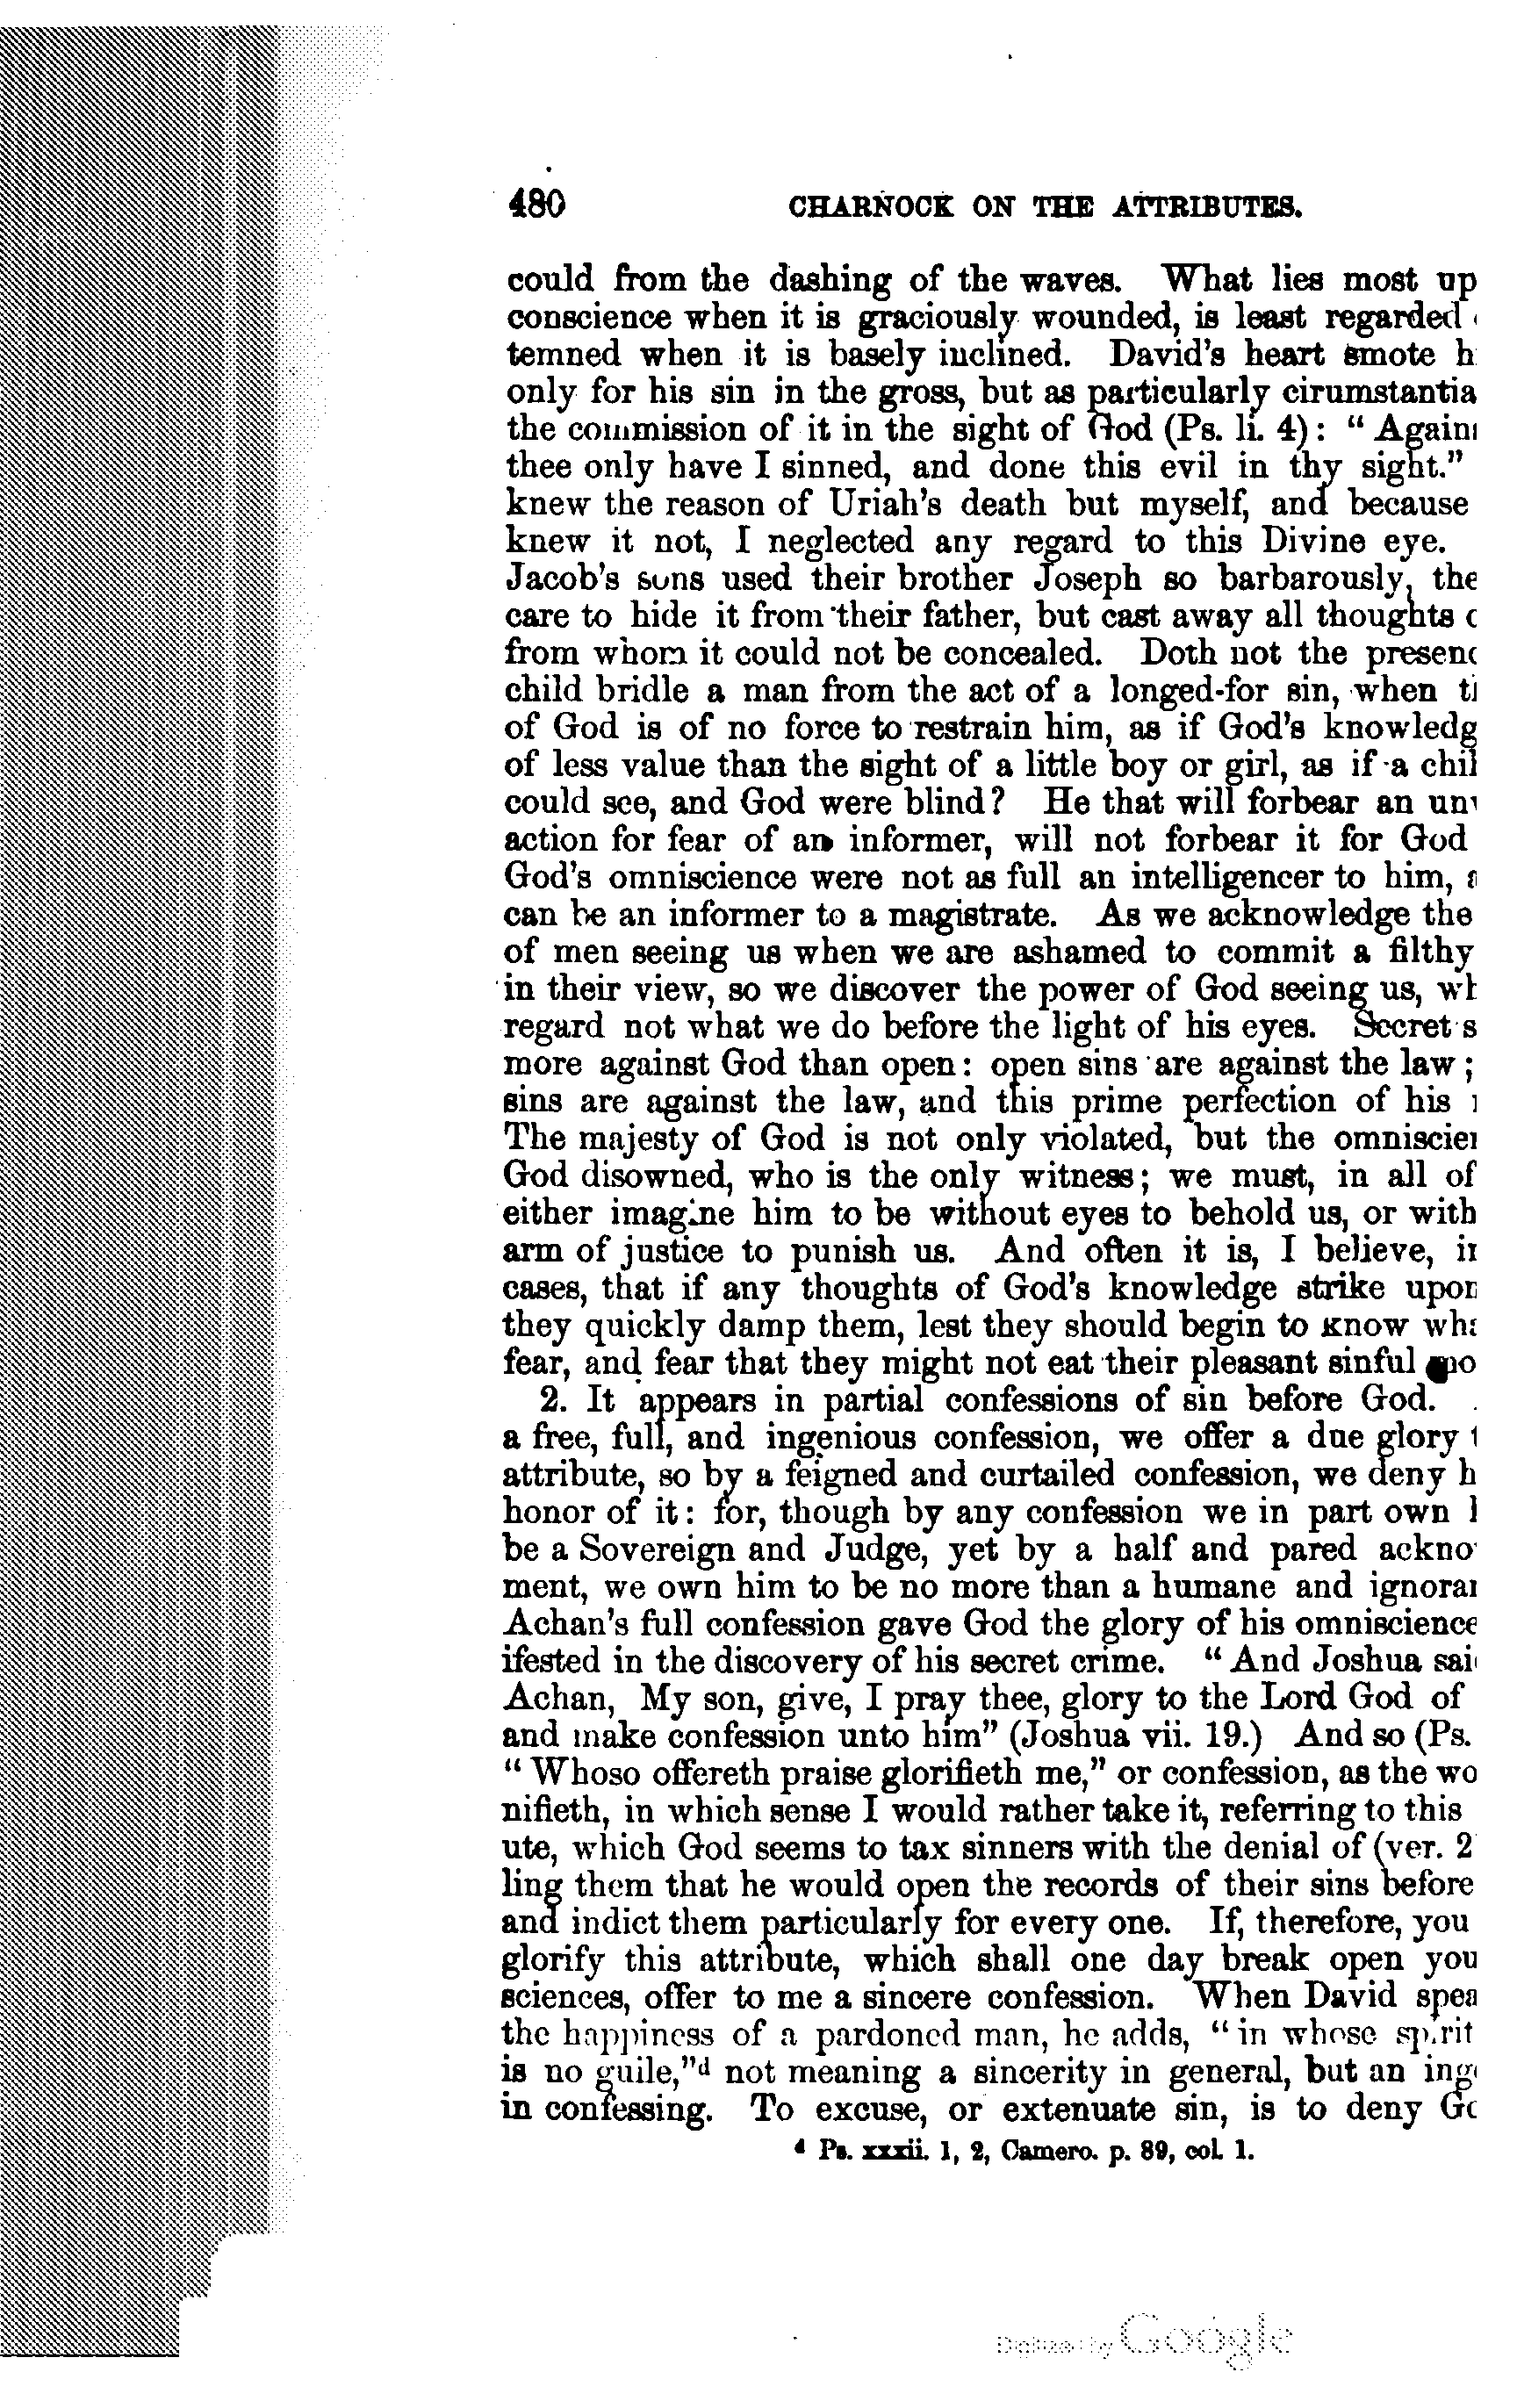 480 CHARNOCK ON THE ATTRIBUTES.
could from the dashing of the waves. What lies most up
conscience when it is graciously wounded, is least regarded
temned when it is basely inclined. David's heart smote h
only for his sin in the gross, but as particularly cirumstantia
the commission of it in the sight of God (Ps. li. 4): “ Again
thee only have I sinned, and done this evil in thy sight.”
knew the reason of Uriah's death but myself, and because
knew it not, I neglected any regard to this Divine eye.
Jacob's sons used their brother Joseph so barbarously, the
care to hide it from their father, but cast away all thoughts
from whom it could not be concealed. Doth not the presen
child bridle a man from the act of a longed-for sin, when
of God is of no force to restrain him, as if God's knowledg
of less value than the sight of a little boy or girl, as if a chil
could see, and God were blind? He that will forbear an un
action for fear of an informer, will not forbear it for God
God's omniscience were not as full an intelligencer to him,
can be an informer to a magistrate. As we acknowledge the
of men seeing us when we are ashamed to commit a filthy
in their view, so we discover the power of God seeing us, wh
regard not what we do before the light of his eyes. Secret s
more against God than open: open sins are against the law;
sins are against the law, and this prime perfection of his
The majesty of God is not only violated, but the omniscie
God disowned, who is the only witness; we must, in all of
either imagine him to be without eyes to behold us, or with
arm of justice to punish us. And often it is, I believe, in
cases, that if any thoughts of God's knowledge strike upon
they quickly damp them, lest they should begin to know wha
fear, and fear that they might not eat their pleasant sinful
2. It appears in partial confessions of sin before God.
a free, full, and ingenious confession, we offer a due glory
attribute, so by a feigned and curtailed confession, we deny h
honor of it: for, though by any confession we in part own
be a Sovereign and Judge, yet by a half and pared ackno
ment, we own him to be no more than a humane and ignora
Achan's full confession gave God the glory of his omniscience
ifested in the discovery of his secret crime. “ And Joshua sai
Achan, My son, give, I pray thee, glory to the Lord God of
and make confession unto him” (Joshua vii. 19.) And so (Ps.
“ Whoso offereth praise glorifieth me,” or confession, as the wo
nifieth, in which sense I would rather take it, referring to this
ute, which God seems to tax sinners with the denial of (ver. 2
ling them that he would open the records of their sins before
and indict them particularly for every one. If, therefore, you
glorify this attribute, which shall one day break open you
sciences, offer to me a sincere confession. When David spea
the happiness of a pardoned man, he adds, “ in whose spirit
is no guile,”d not meaning a sincerity in general, but an ing
in confessing. To excuse, or extenuate sin, is to deny Go
d Ps. xxxii. 1, 2, Camero. p. 89, col. 1.
Digitized by Google